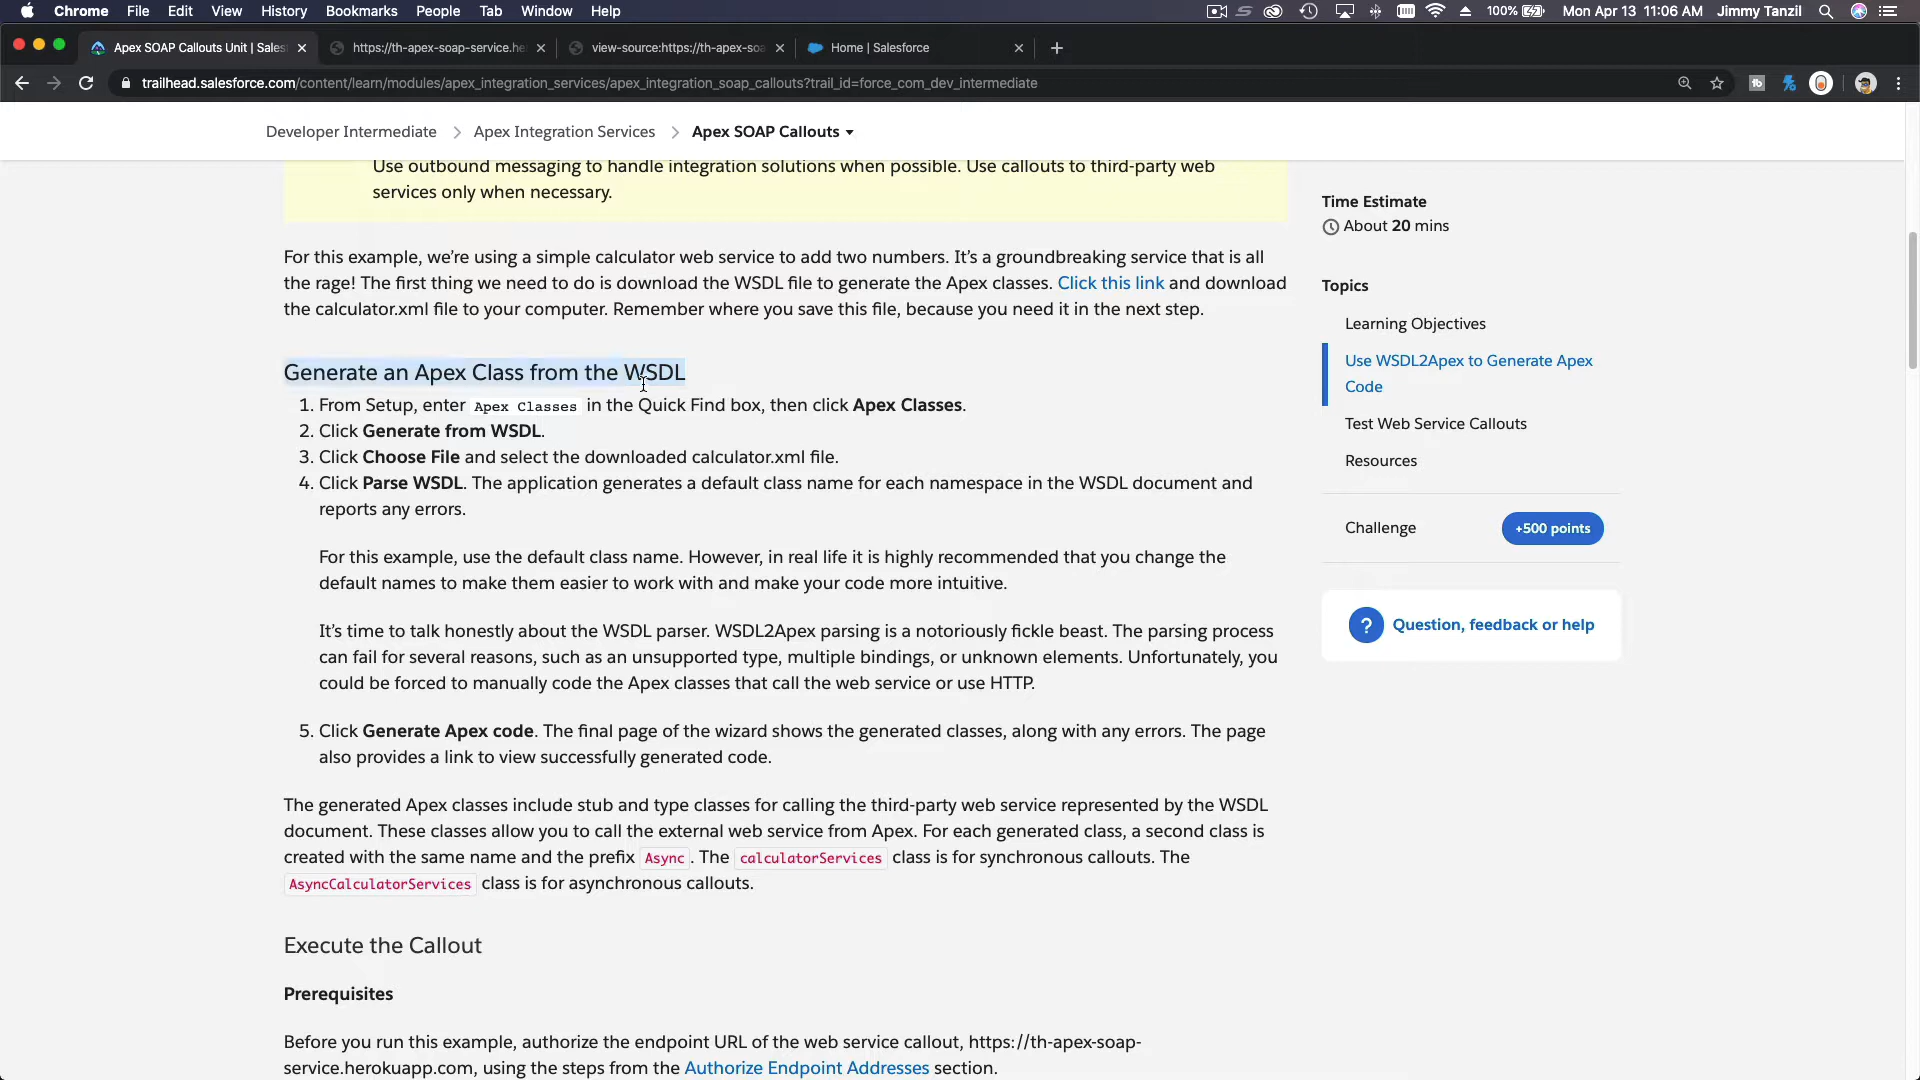 Chrome File Edit View History Bookmarks People Tab Window Help 100% Mon Apr 13 11:06 AM Jimmy Tanzil
Apex SOAP Callouts Unit | Sales
https://th-apex-soap-service.he
view-source:https://th-apex-soa
Home | Salesforce
trailhead.salesforce.com/content/learn/modules/apex_integration_services/apex_integration_soap_callouts?trail_id=force_com_dev_intermediate
Developer Intermediate > Apex Integration Services > Apex SOAP Callouts
Use outbound messaging to handle integration solutions when possible. Use callouts to third-party web
services only when necessary.
For this example, we’re using a simple calculator web service to add two numbers. It’s a groundbreaking service that is all
the rage! The first thing we need to do is download the WSDL file to generate the Apex classes. Click this link and download
the calculator.xml file to your computer. Remember where you save this file, because you need it in the next step.
Generate an Apex Class from the WSDL
1. From Setup, enter Apex Classes in the Quick Find box, then click Apex Classes.
2. Click Generate from WSDL.
3. Click Choose File and select the downloaded calculator.xml file.
4. Click Parse WSDL. The application generates a default class name for each namespace in the WSDL document and
reports any errors.
For this example, use the default class name. However, in real life it is highly recommended that you change the
default names to make them easier to work with and make your code more intuitive.
It’s time to talk honestly about the WSDL parser. WSDL2Apex parsing is a notoriously fickle beast. The parsing process
can fail for several reasons, such as an unsupported type, multiple bindings, or unknown elements. Unfortunately, you
could be forced to manually code the Apex classes that call the web service or use HTTP.
5. Click Generate Apex code. The final page of the wizard shows the generated classes, along with any errors. The page
also provides a link to view successfully generated code.
The generated Apex classes include stub and type classes for calling the third-party web service represented by the WSDL
document. These classes allow you to call the external web service from Apex. For each generated class, a second class is
created with the same name and the prefix Async. The calculatorServices class is for synchronous callouts. The
AsyncCalculatorServices class is for asynchronous callouts.
Execute the Callout
Prerequisites
Before you run this example, authorize the endpoint URL of the web service callout, https://th-apex-soap-
service.herokuapp.com, using the steps from the Authorize Endpoint Addresses section.
Time Estimate
About 20 mins
Topics
Learning Objectives
Use WSDL2Apex to Generate Apex
Code
Test Web Service Callouts
Resources
Challenge
+500 points
? Question, feedback or help